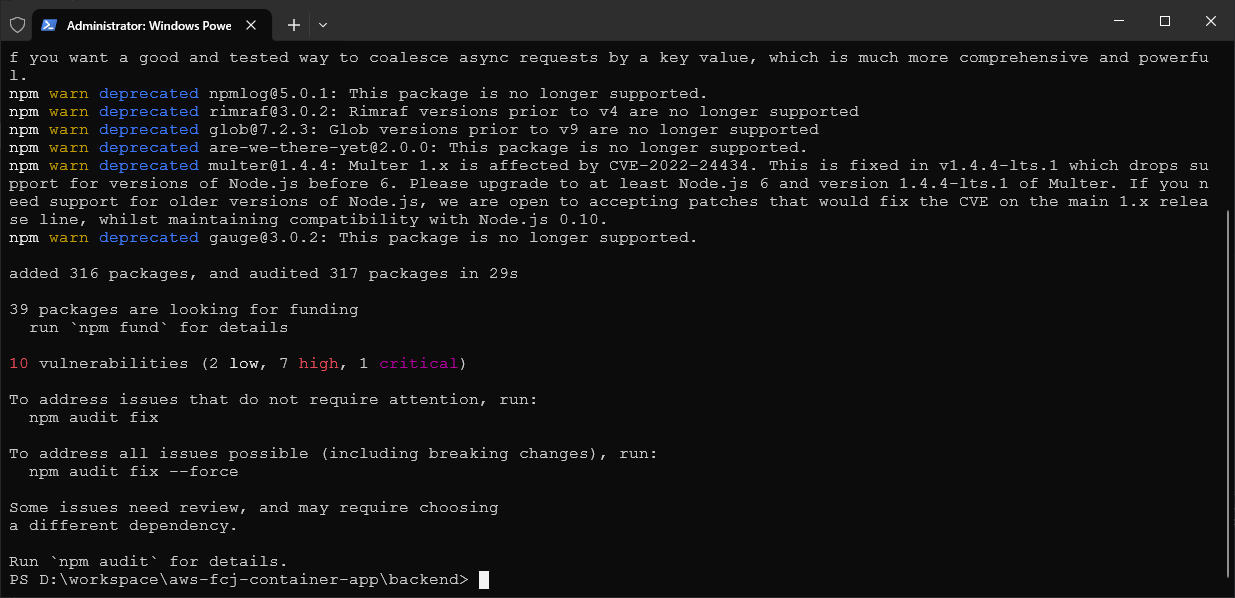 Administrator: Windows Powe
f you want a good and tested way to coalesce async requests by a key value, which is much more comprehensive and powerfu
l.
npm warn deprecated npmlog@5.0.1: This package is no longer supported.
npm warn deprecated rimraf@3.0.2: Rimraf versions prior to v4 are no longer supported
npm warn deprecated glob@7.2.3: Glob versions prior to v9 are no longer supported
npm warn deprecated are-we-there-yet@2.0.0: This package is no longer supported.
npm warn deprecated multer@1.4.4: Multer 1.x is affected by CVE-2022-24434. This is fixed in v1.4.4-lts.1 which drops su
pport for versions of Node.js before 6. Please upgrade to at least Node.js 6 and version 1.4.4-lts.1 of Multer. If you n
eed support for older versions of Node.js, we are open to accepting patches that would fix the CVE on the main 1.x relea
se line, whilst maintaining compatibility with Node.js 0.10.
npm warn deprecated gauge@3.0.2: This package is no longer supported.
added 316 packages, and audited 317 packages in 29s
39 packages are looking for funding
run `npm fund` for details
10 vulnerabilities (2 low, 7 high, 1 critical)
To address issues that do not require attention, run:
npm audit fix
To address all issues possible (including breaking changes), run:
npm audit fix --force
Some issues need review, and may require choosing
a different dependency.
Run `npm audit` for details.
PS D:\workspace\aws-fcj-container-app\backend>